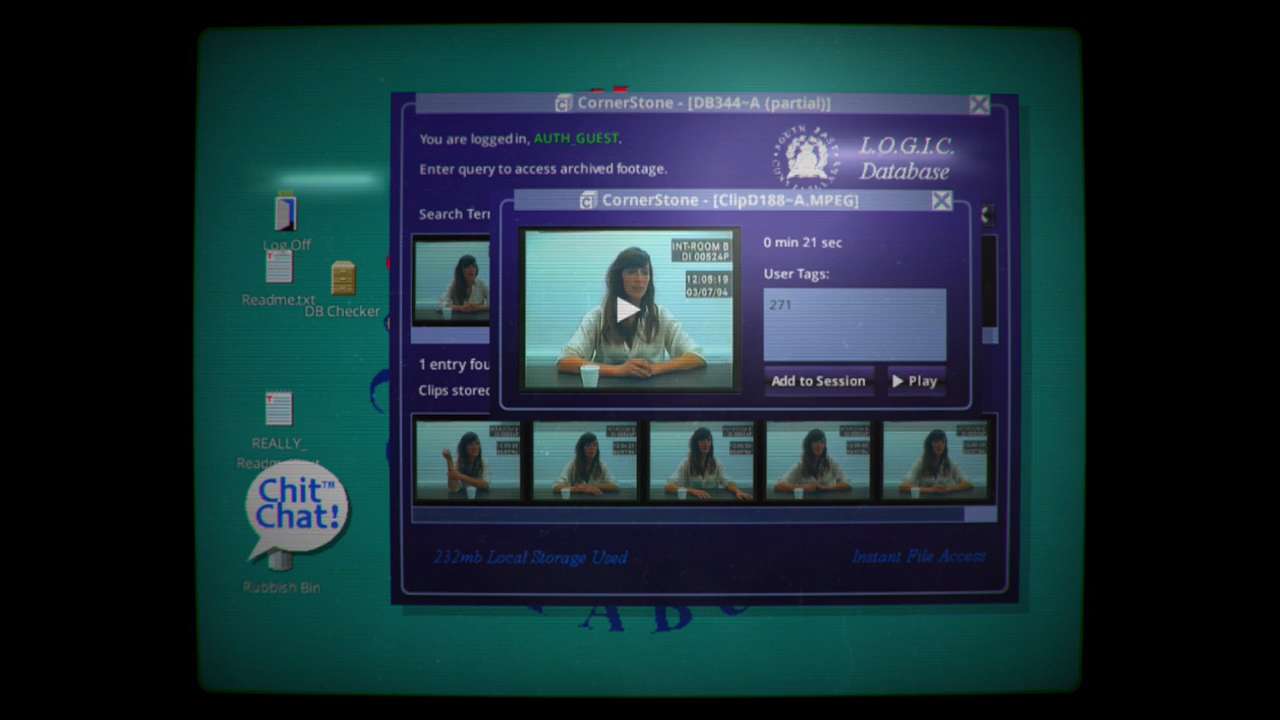 CornerStone - [DB344~A (partial)]
You are logged in, AUTH_GUEST.
Enter query to access archived footage.
L.O.G.I.C.
Database
CornerStone - [ClipD188~A.MPEG]
Search Ter
INT-ROOM B
DI 00524P
12:08:19
03/07/94
0 min 21 sec
User Tags:
271
Add to Session
Play
1 entry fou
Clips stored
232mb Local Storage Used
Instant File Access
Log Off
Readme.txt
DB Checker
REALLY_
Chit™
Chat!
Rubbish Bin